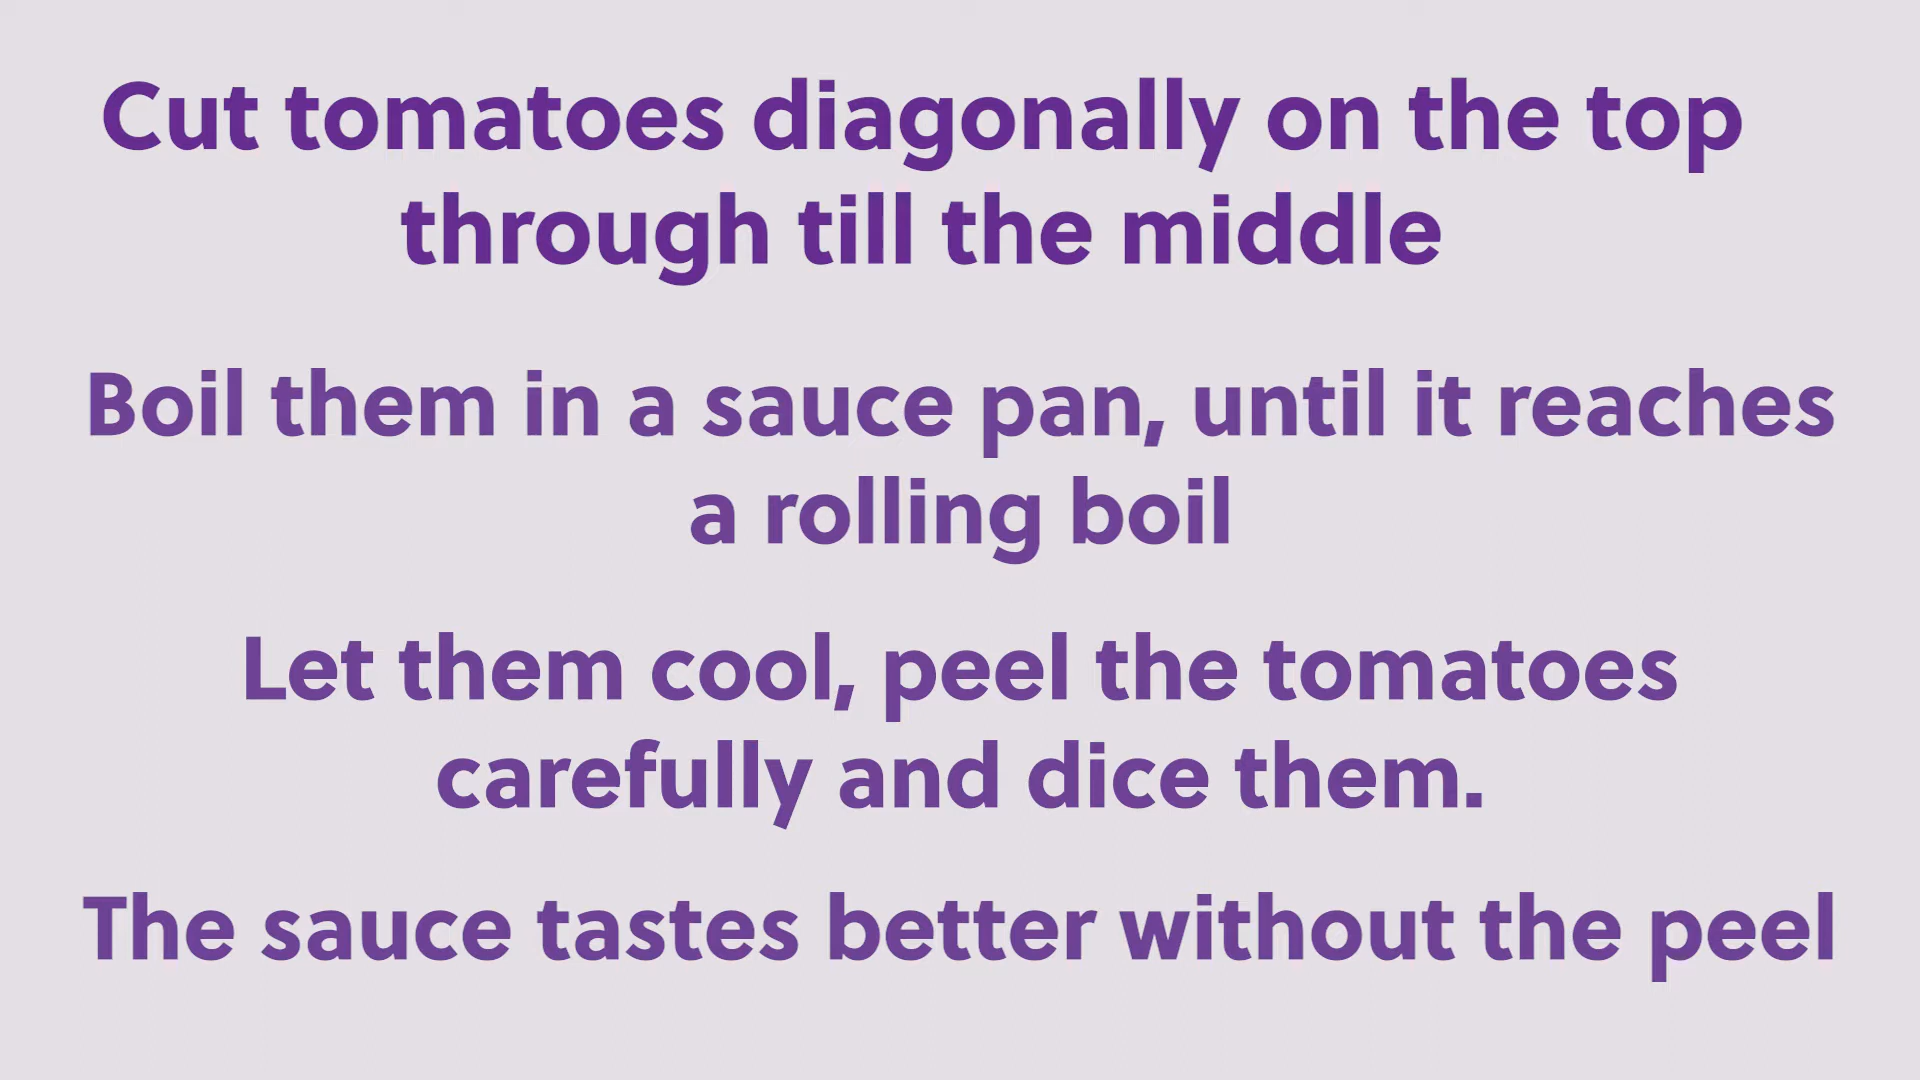 Cut tomatoes diagonally on the top
through till the middle
Boil them in a sauce pan, until it reaches
a rolling boil
Let them cool, peel the tomatoes
carefully and dice them.
The sauce tastes better without the peel